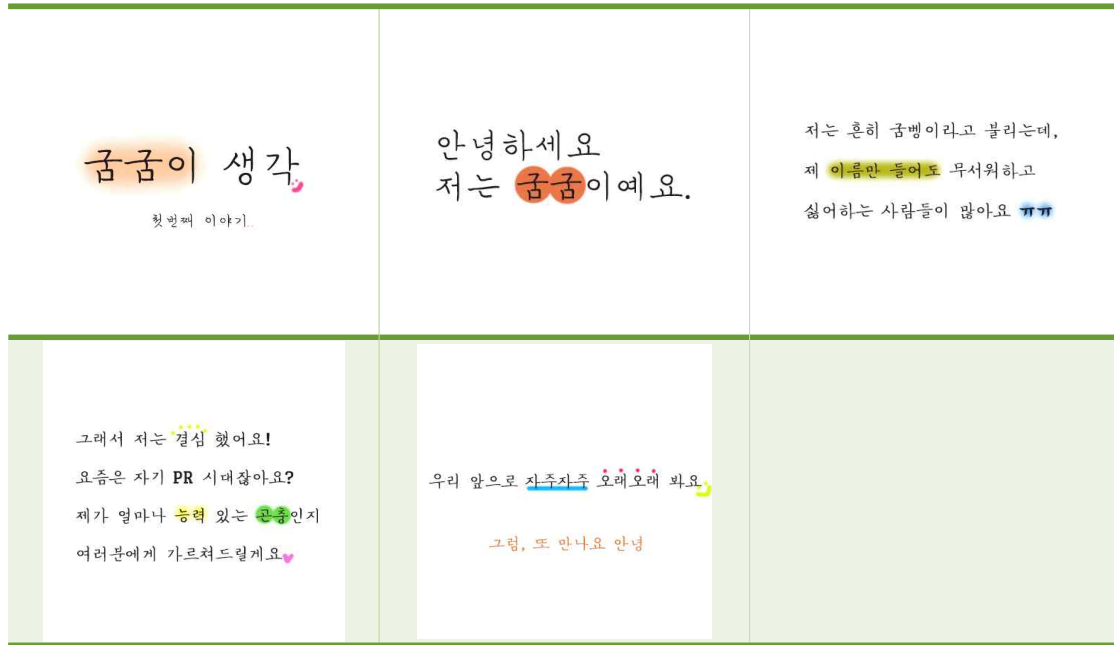 굼굼이 생각
첫번째 이야기..
안녕하세요
저는 굼굼이예요.
저는 흔히 굼벵이라고 불리는데,
제 이름만 들어도 무서워하고
싫어하는 사람들이 많아요 ㅠㅠ
그래서 저는 결심 했어요!
요즘은 자기 PR 시대잖아요?
제가 얼마나 능력 있는 곤충인지
여러분에게 가르쳐드릴게요
우리 앞으로 자주자주 오래오래 봐요
그럼, 또 만나요 안녕